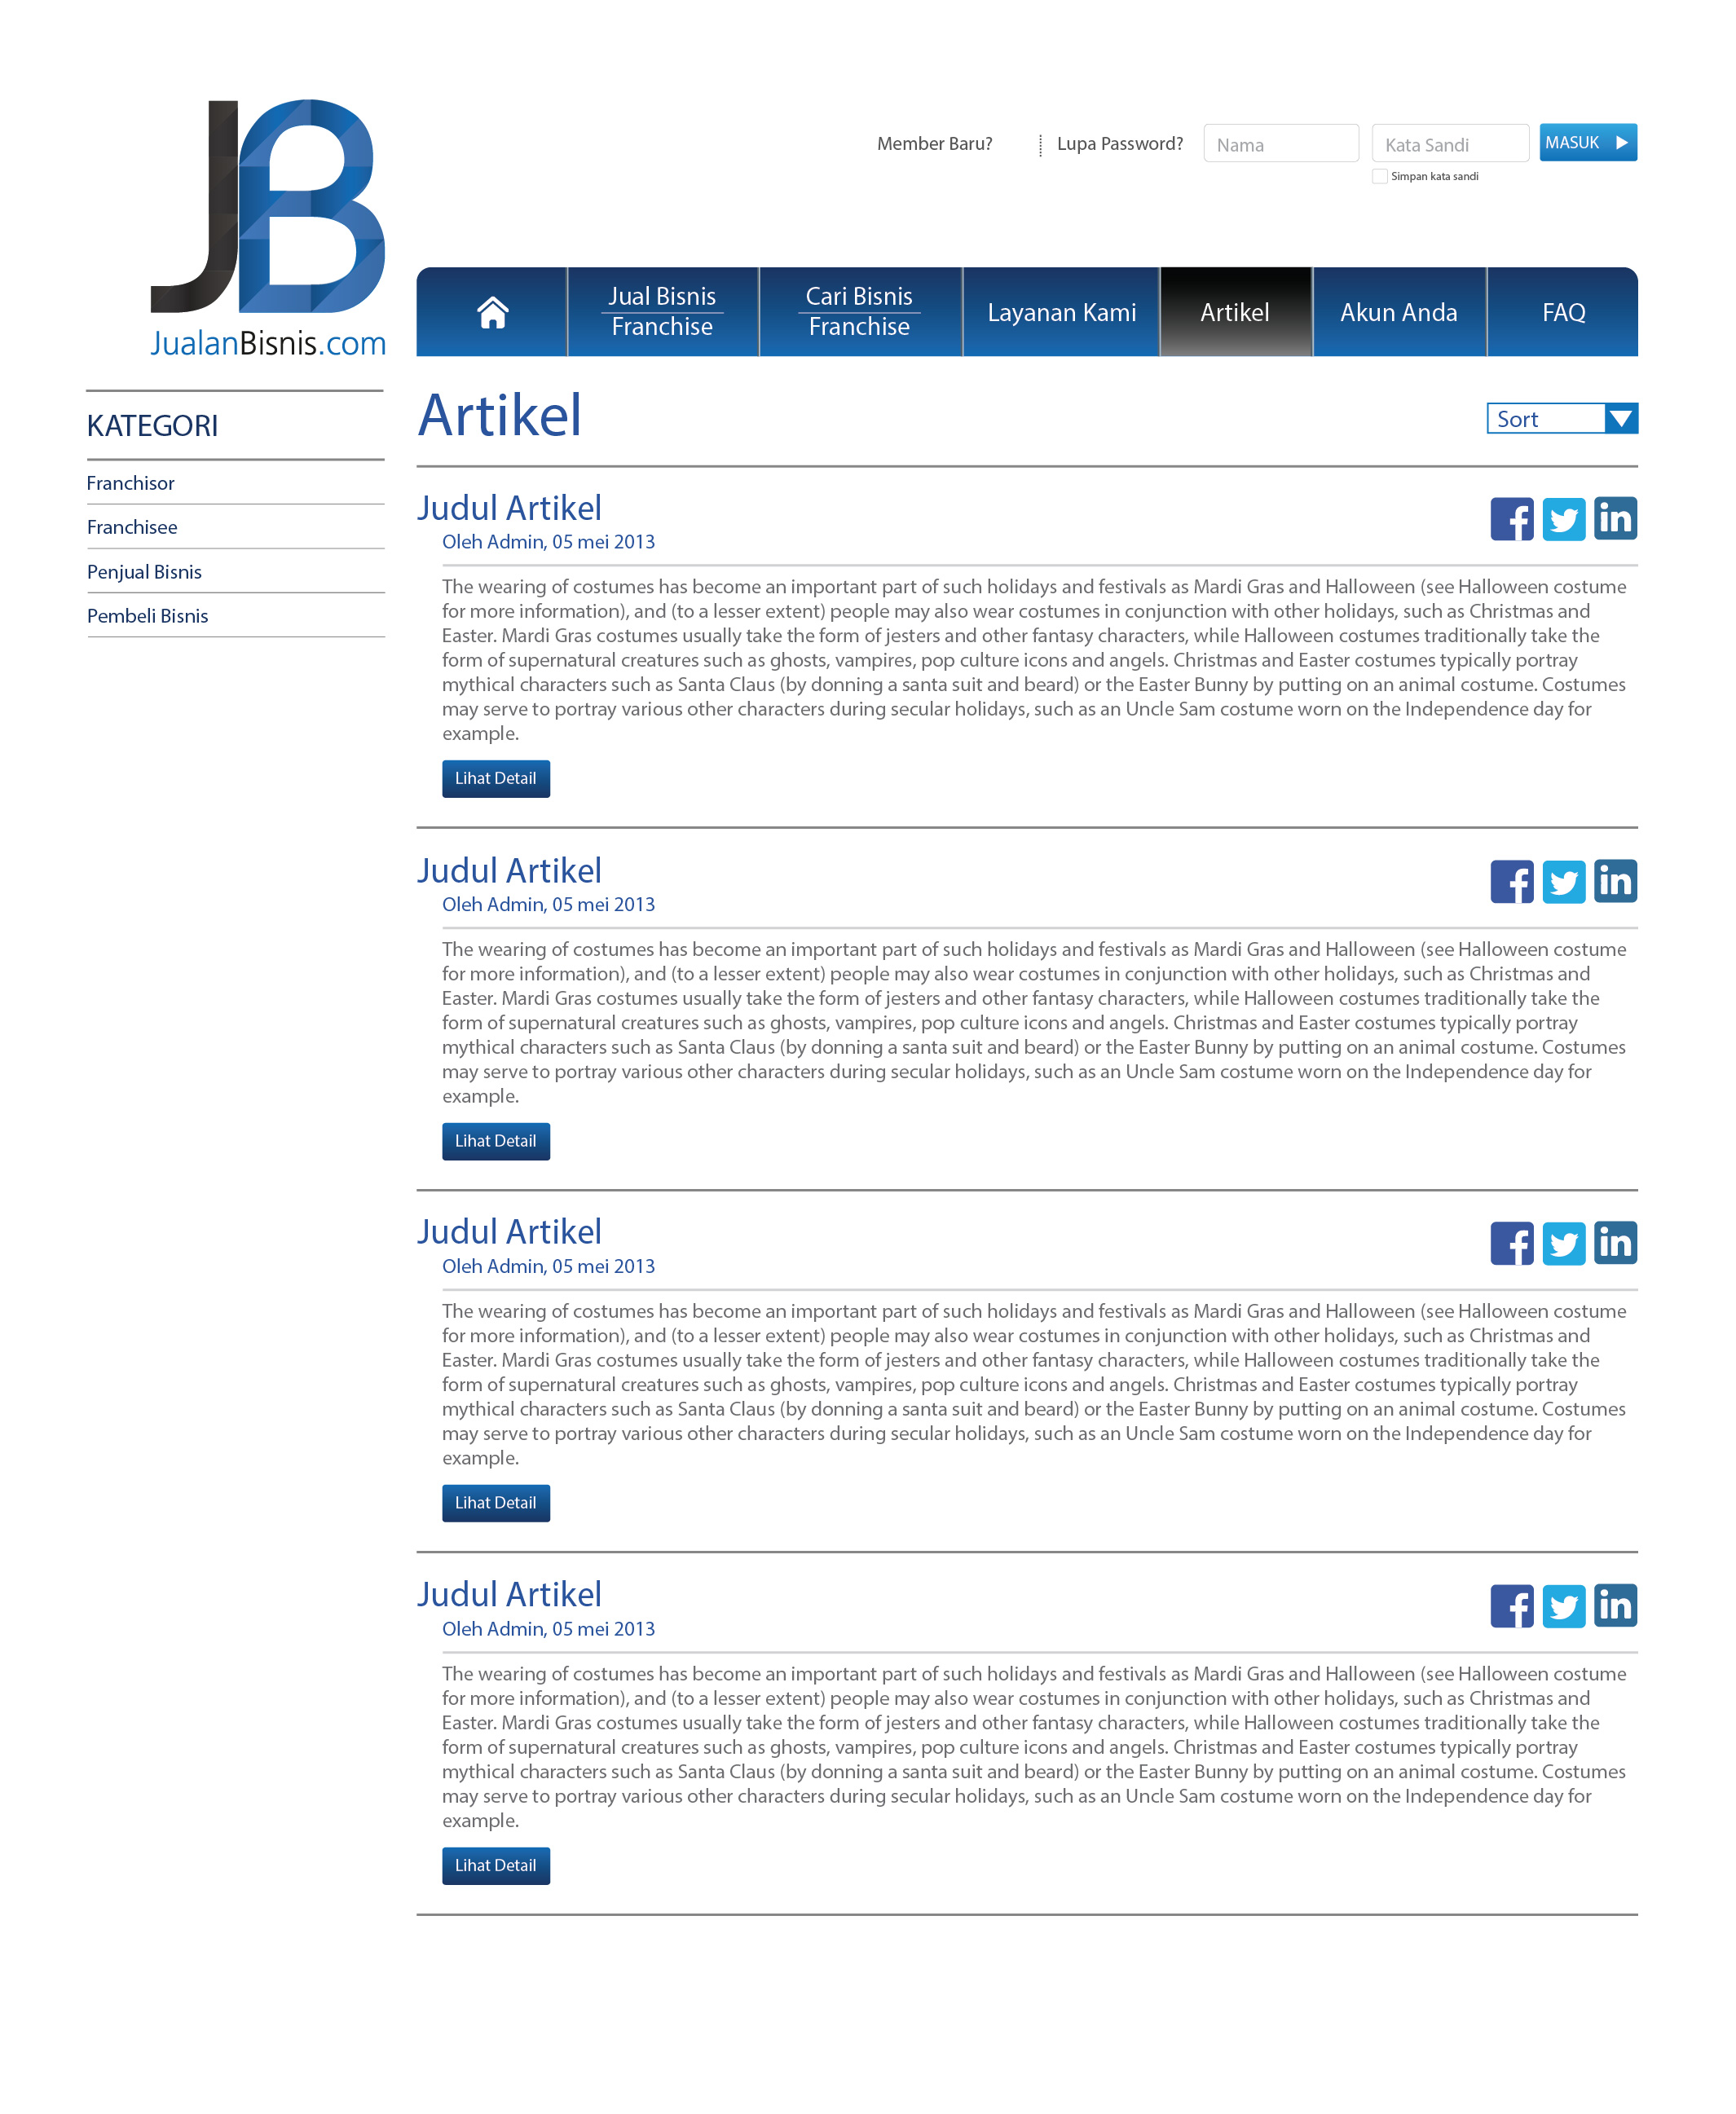 JB
JualanBisnis.com
Member Baru?
Lupa Password?
Nama
Kata Sandi
MASUK
Simpan kata sandi
Jual Bisnis
Franchise
Cari Bisnis
Franchise
Layanan Kami
Artikel
Akun Anda
FAQ
KATEGORI
Franchisor
Franchisee
Penjual Bisnis
Pembeli Bisnis
Artikel
Sort
Judul Artikel
Oleh Admin, 05 mei 2013
f
in
The wearing of costumes has become an important part of such holidays and festivals as Mardi Gras and Halloween (see Halloween costume
for more information), and (to a lesser extent) people may also wear costumes in conjunction with other holidays, such as Christmas and
Easter. Mardi Gras costumes usually take the form of jesters and other fantasy characters, while Halloween costumes traditionally take the
form of supernatural creatures such as ghosts, vampires, pop culture icons and angels. Christmas and Easter costumes typically portray
mythical characters such as Santa Claus (by donning a santa suit and beard) or the Easter Bunny by putting on an animal costume. Costumes
may serve to portray various other characters during secular holidays, such as an Uncle Sam costume worn on the Independence day for
example.
Lihat Detail
Judul Artikel
Oleh Admin, 05 mei 2013
f
in
The wearing of costumes has become an important part of such holidays and festivals as Mardi Gras and Halloween (see Halloween costume
for more information), and (to a lesser extent) people may also wear costumes in conjunction with other holidays, such as Christmas and
Easter. Mardi Gras costumes usually take the form of jesters and other fantasy characters, while Halloween costumes traditionally take the
form of supernatural creatures such as ghosts, vampires, pop culture icons and angels. Christmas and Easter costumes typically portray
mythical characters such as Santa Claus (by donning a santa suit and beard) or the Easter Bunny by putting on an animal costume. Costumes
may serve to portray various other characters during secular holidays, such as an Uncle Sam costume worn on the Independence day for
example.
Lihat Detail
Judul Artikel
Oleh Admin, 05 mei 2013
f
in
The wearing of costumes has become an important part of such holidays and festivals as Mardi Gras and Halloween (see Halloween costume
for more information), and (to a lesser extent) people may also wear costumes in conjunction with other holidays, such as Christmas and
Easter. Mardi Gras costumes usually take the form of jesters and other fantasy characters, while Halloween costumes traditionally take the
form of supernatural creatures such as ghosts, vampires, pop culture icons and angels. Christmas and Easter costumes typically portray
mythical characters such as Santa Claus (by donning a santa suit and beard) or the Easter Bunny by putting on an animal costume. Costumes
may serve to portray various other characters during secular holidays, such as an Uncle Sam costume worn on the Independence day for
example.
Lihat Detail
Judul Artikel
Oleh Admin, 05 mei 2013
f
in
The wearing of costumes has become an important part of such holidays and festivals as Mardi Gras and Halloween (see Halloween costume
for more information), and (to a lesser extent) people may also wear costumes in conjunction with other holidays, such as Christmas and
Easter. Mardi Gras costumes usually take the form of jesters and other fantasy characters, while Halloween costumes traditionally take the
form of supernatural creatures such as ghosts, vampires, pop culture icons and angels. Christmas and Easter costumes typically portray
mythical characters such as Santa Claus (by donning a santa suit and beard) or the Easter Bunny by putting on an animal costume. Costumes
may serve to portray various other characters during secular holidays, such as an Uncle Sam costume worn on the Independence day for
example.
Lihat Detail